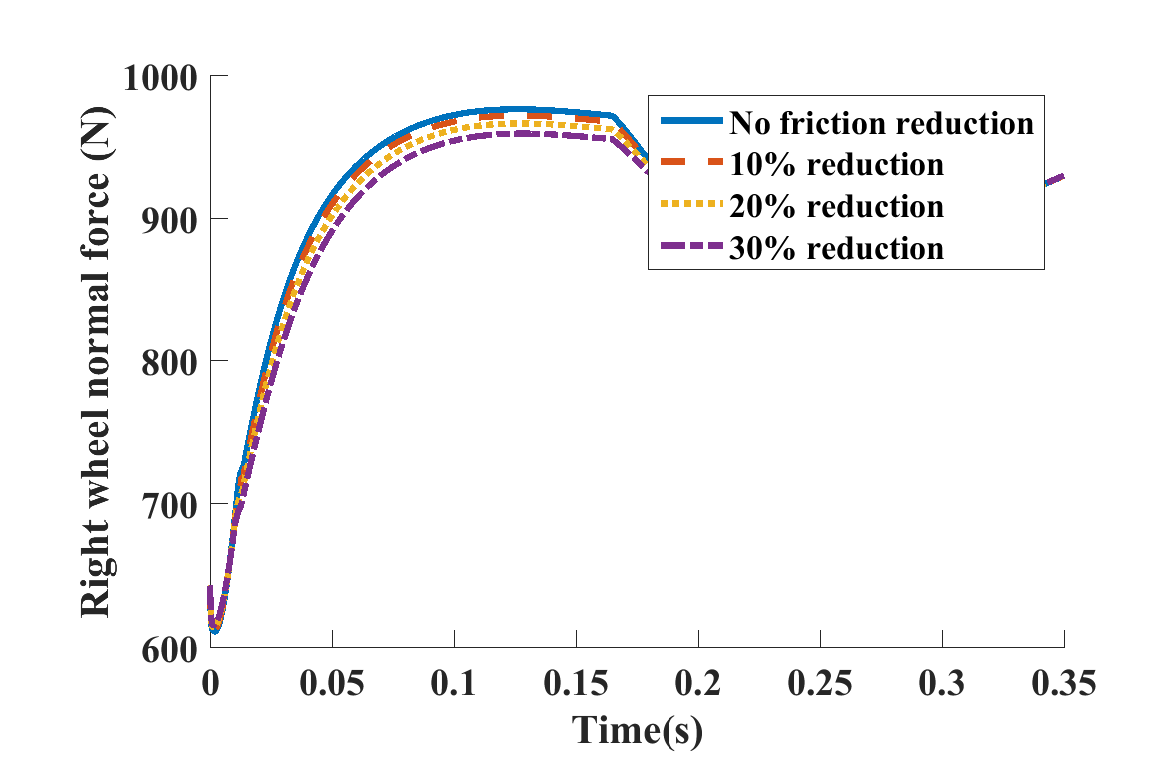 1000
900
800
700
600
Right wheel normal force (N)
No friction reduction
10% reduction
20% reduction
30% reduction
0 0.05 0.1 0.15 0.2 0.25 0.3 0.35
Time(s)